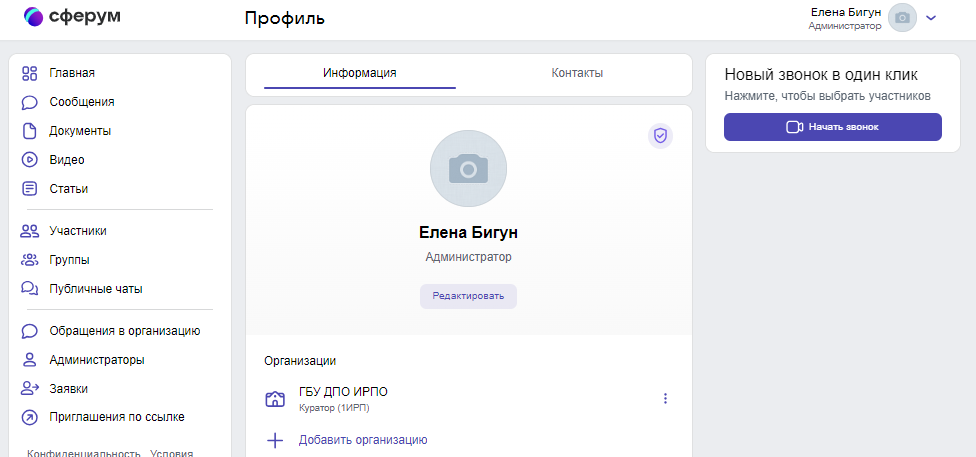 сферум
Профиль
Елена Бигун
Администратор
Главная
Сообщения
Документы
Видео
Статьи
Участники
Группы
Публичные чаты
Обращения в организацию
Администраторы
Заявки
Приглашения по ссылке
Конфиденциальность Условия
Информация
Контакты
Елена Бигун
Администратор
Редактировать
Организации
ГБУ ДПО ИРПО
Куратор (1ИРП)
Добавить организацию
Новый звонок в один клик
Нажмите, чтобы выбрать участников
Начать звонок